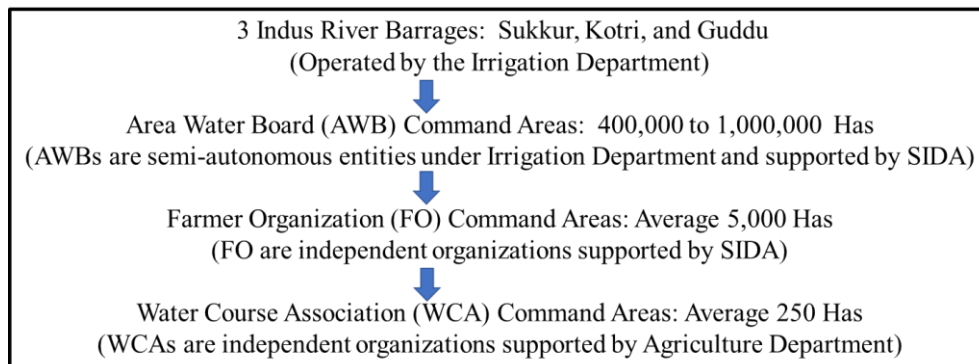 3 Indus River Barrages: Sukkur, Kotri, and Guddu
(Operated by the Irrigation Department)
Area Water Board (AWB) Command Areas: 400,000 to 1,000,000 Has
(AWBs are semi-autonomous entities under Irrigation Department and supported by SIDA)
Farmer Organization (FO) Command Areas: Average 5,000 Has
(FO are independent organizations supported by SIDA)
Water Course Association (WCA) Command Areas: Average 250 Has
(WCAs are independent organizations supported by Agriculture Department)